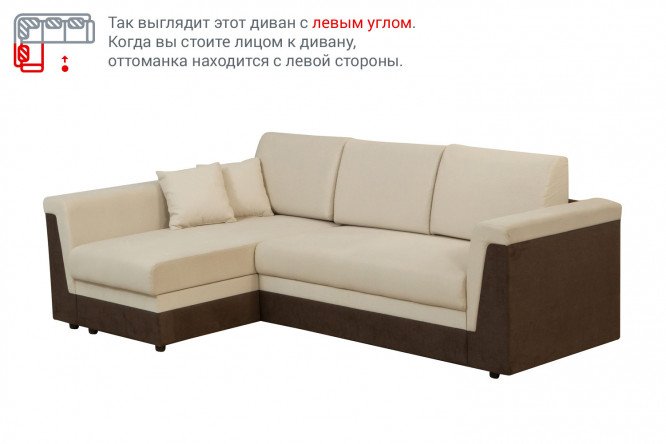 Так выглядит этот диван с левым углом.
Когда вы стоите лицом к дивану,
оттоманка находится с левой стороны.